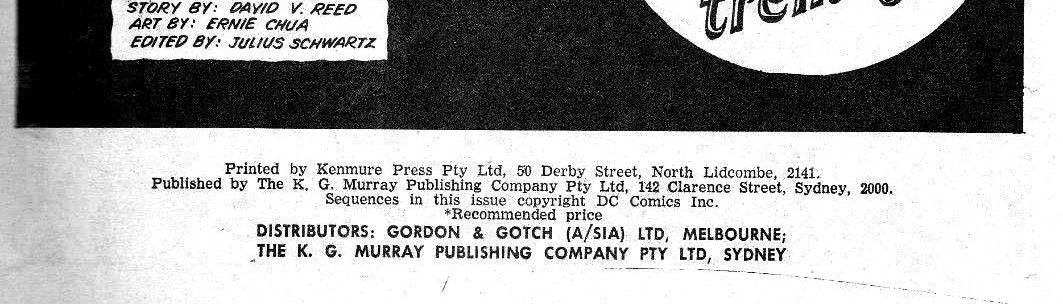 STORY BY: DAVID V. REED
ART BY: ERNIE CHUA
EDITED BY: JULIUS SCHWARTZ
Printed by Kenmure Press Pty Ltd, 50 Derby Street, North Lidcombe, 2141.
Published by The K. G. Murray Publishing Company Pty Ltd, 142 Clarence Street, Sydney, 2000.
Sequences in this issue copyright DC Comics Inc.
*Recommended price
DISTRIBUTORS: GORDON & GOTCH (A/SIA) LTD, MELBOURNE;
THE K. G. MURRAY PUBLISHING COMPANY PTY LTD, SYDNEY